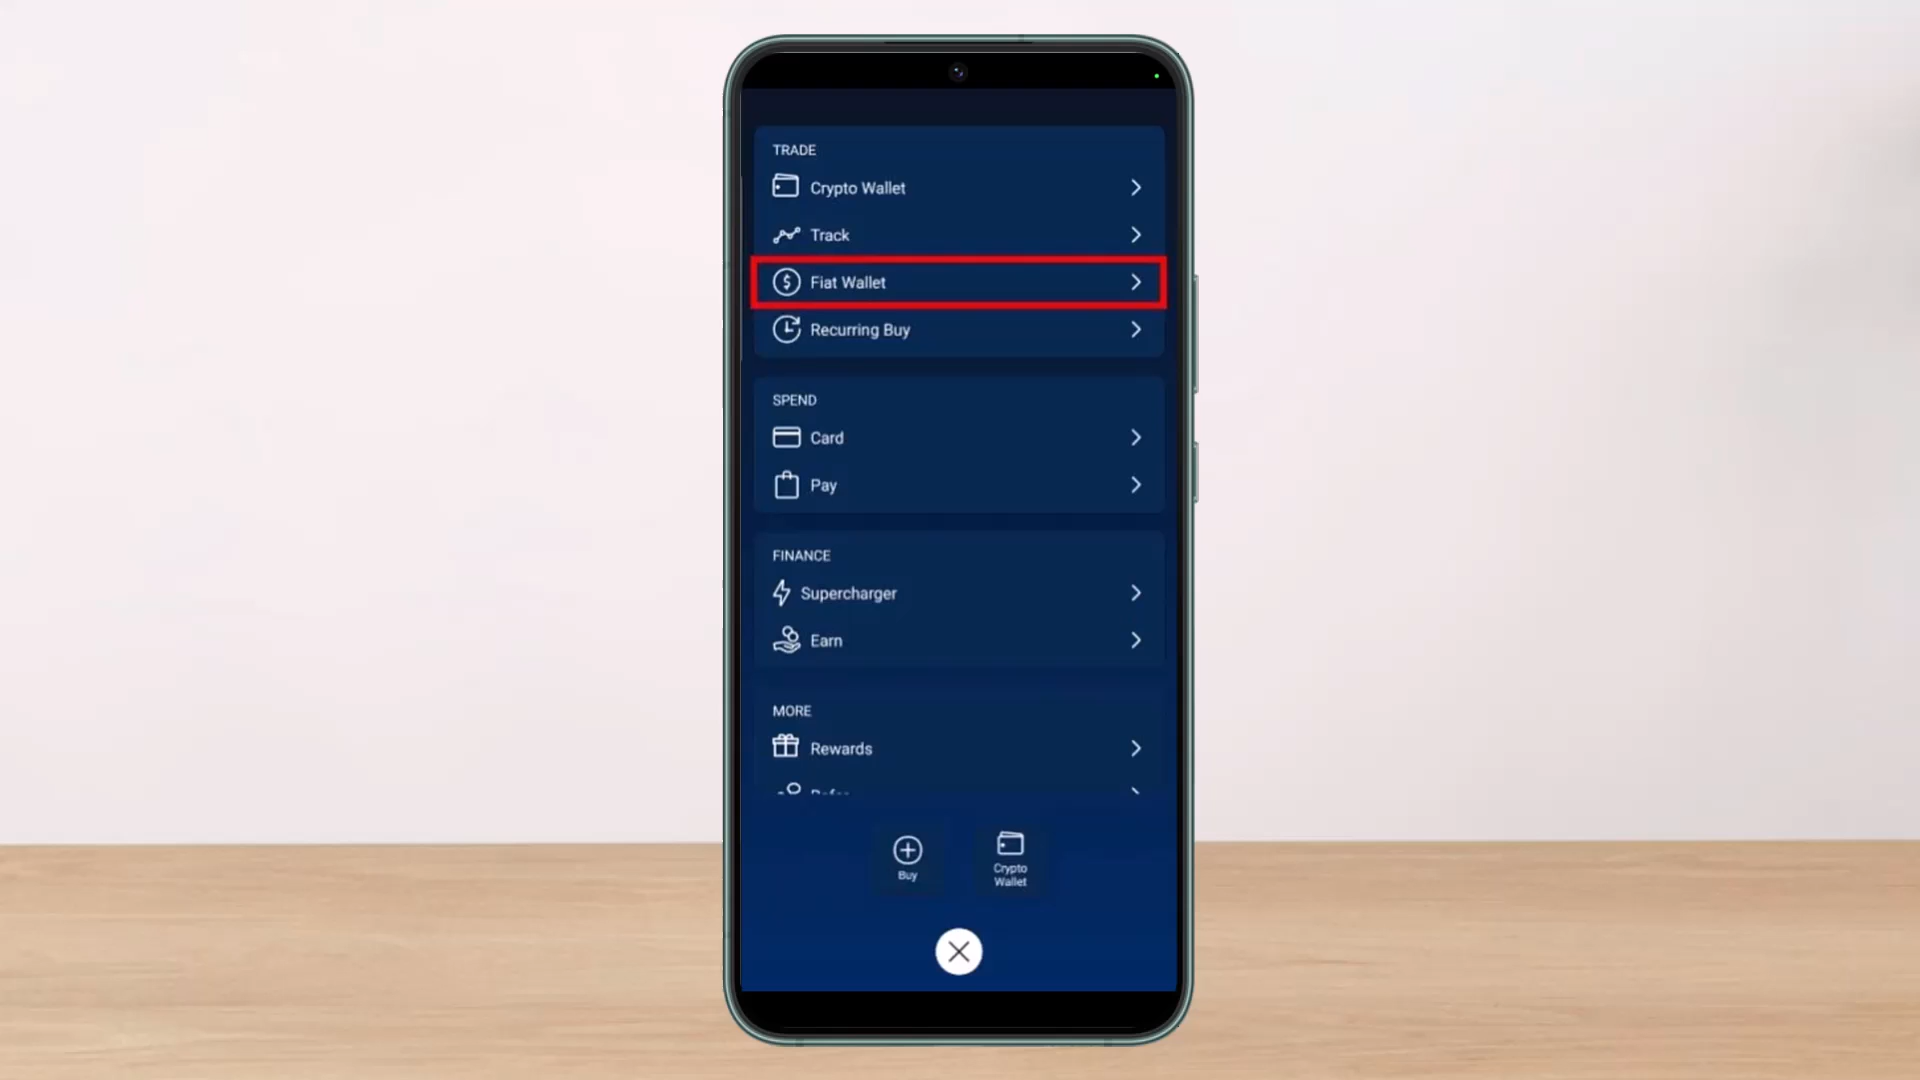 TRADE
Crypto Wallet
Track
Fiat Wallet
Recurring Buy
SPEND
Card
Pay
FINANCE
Supercharger
Earn
MORE
Rewards
Buy
Crypto
Wallet